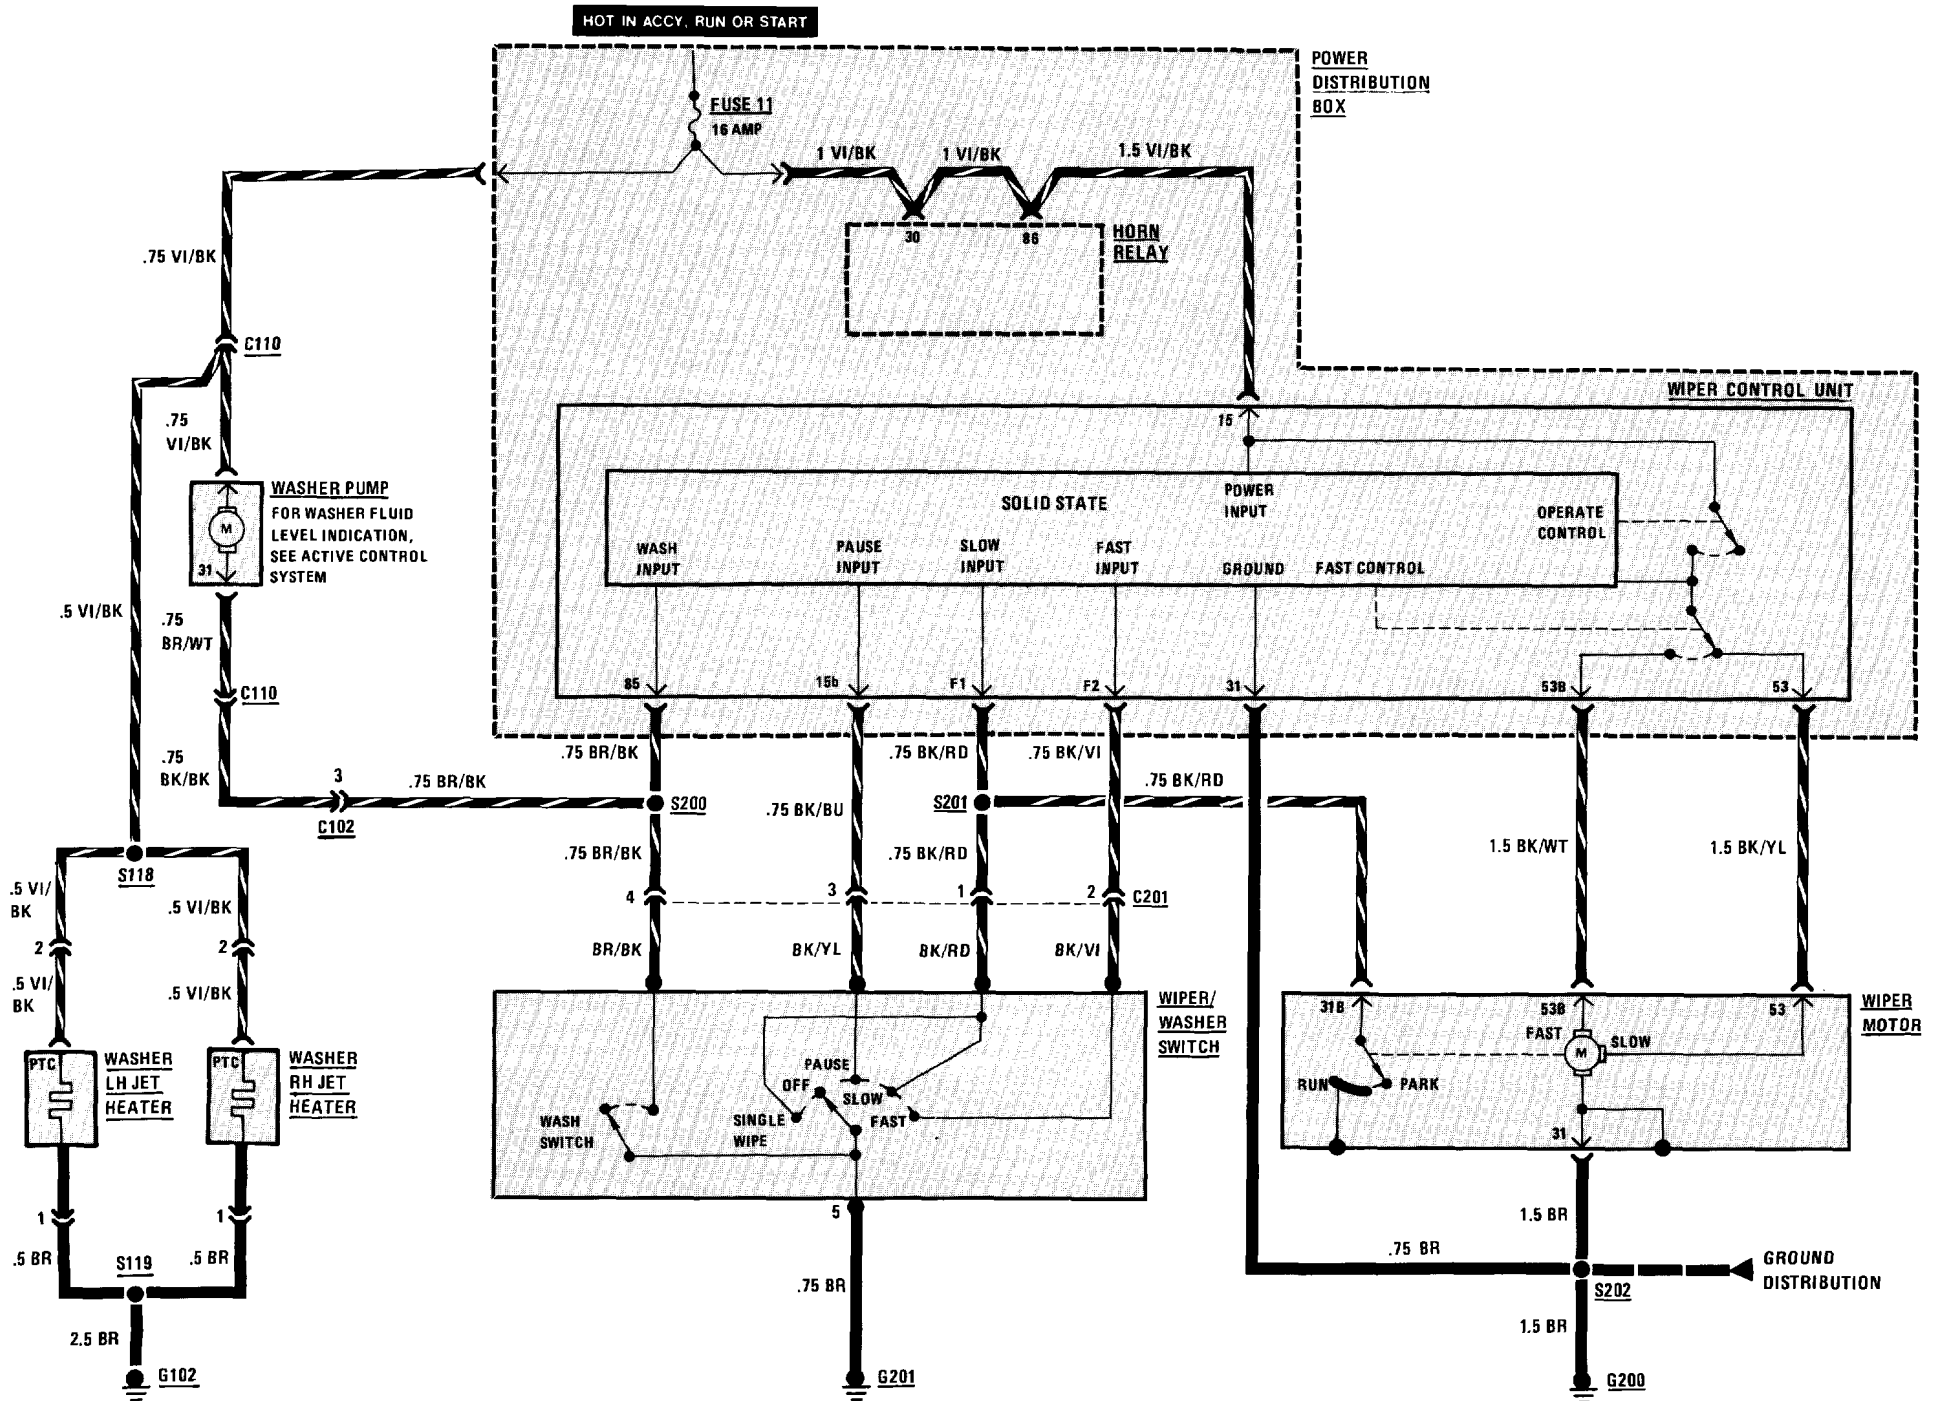 HOT IN ACCY, RUN OR START
POWER
DISTRIBUTION
BOX
FUSE 11
16 AMP
1 VI/BK
1 VI/BK
1.5 VI/BK
30
86
HORN
RELAY
.75 VI/BK
C110
.75
VI/BK
WASHER PUMP
FOR WASHER FLUID
LEVEL INDICATION,
SEE ACTIVE CONTROL
SYSTEM
M
31
.5 VI/BK
.75
BR/WT
C110
.75
BK/BK
3
C102
.75 BR/BK
WIPER CONTROL UNIT
15
SOLID STATE
POWER
INPUT
OPERATE
CONTROL
WASH
INPUT
PAUSE
INPUT
SLOW
INPUT
FAST
INPUT
GROUND
FAST CONTROL
85
15b
F1
F2
31
53B
53
.75 BR/BK
.75 BK/RD
.75 BK/VI
.75 BK/RD
S200
.75 BK/BU
S201
.75 BR/BK
.75 BK/RD
1.5 BK/WT
1.5 BK/YL
4
3
1
2
C201
BR/BK
BK/YL
BK/RD
BK/VI
S118
.5 VI/
BK
.5 VI/BK
2
2
.5 VI/
BK
.5 VI/BK
PTC
WASHER
LH JET
HEATER
PTC
WASHER
RH JET
HEATER
1
1
.5 BR
.5 BR
S119
2.5 BR
G102
WIPER/
WASHER
SWITCH
PAUSE
OFF
SLOW
SINGLE
WIPE
FAST
WASH
SWITCH
5
.75 BR
G201
31B
53B
53
WIPER
MOTOR
FAST
M
SLOW
RUN
PARK
31
1.5 BR
.75 BR
GROUND
DISTRIBUTION
S202
1.5 BR
G200